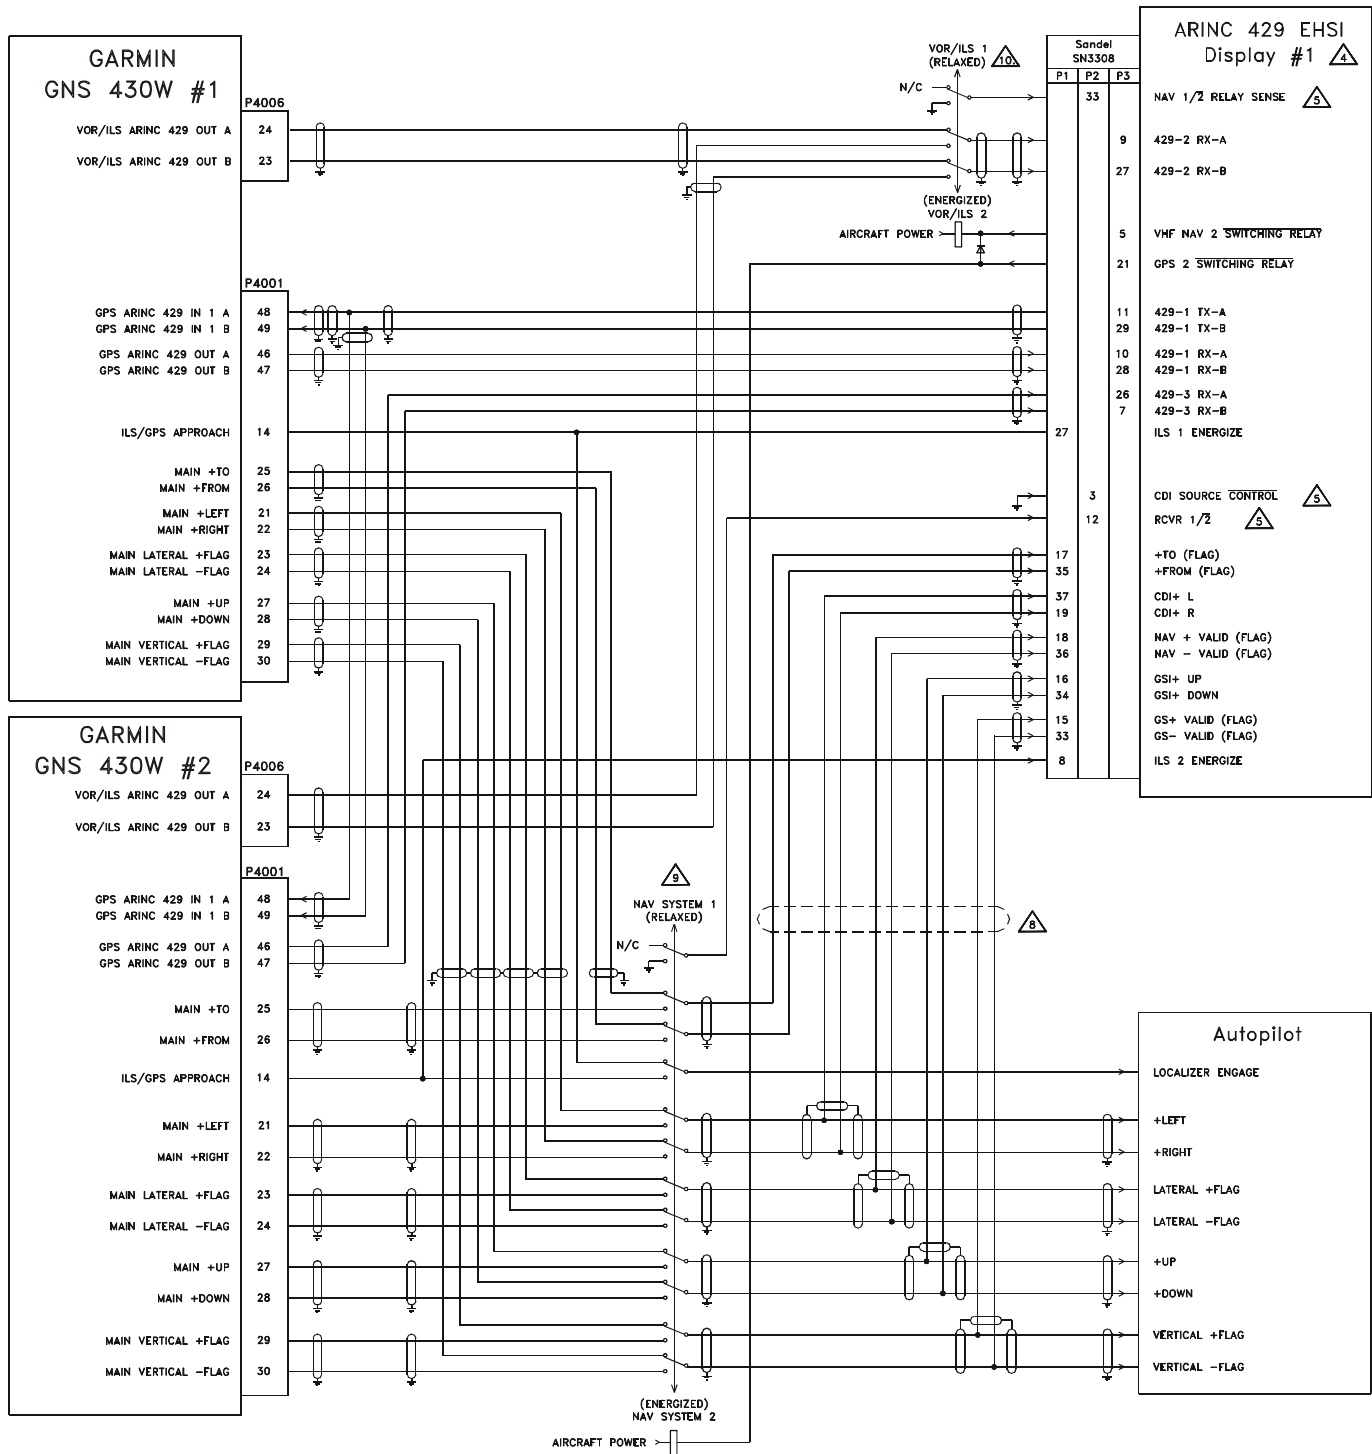 GARMIN
GNS 430W #1
P4006
VOR/ILS ARINC 429 OUT A 24
VOR/ILS ARINC 429 OUT B 23
P4001
GPS ARINC 429 IN 1 A 48
GPS ARINC 429 IN 1 B 49
GPS ARINC 429 OUT A 46
GPS ARINC 429 OUT B 47
ILS/GPS APPROACH 14
MAIN +TO 25
MAIN +FROM 26
MAIN +LEFT 21
MAIN +RIGHT 22
MAIN LATERAL +FLAG 23
MAIN LATERAL -FLAG 24
MAIN +UP 27
MAIN +DOWN 28
MAIN VERTICAL +FLAG 29
MAIN VERTICAL -FLAG 30
GARMIN
GNS 430W #2
P4006
VOR/ILS ARINC 429 OUT A 24
VOR/ILS ARINC 429 OUT B 23
P4001
GPS ARINC 429 IN 1 A 48
GPS ARINC 429 IN 1 B 49
GPS ARINC 429 OUT A 46
GPS ARINC 429 OUT B 47
MAIN +TO 25
MAIN +FROM 26
ILS/GPS APPROACH 14
MAIN +LEFT 21
MAIN +RIGHT 22
MAIN LATERAL +FLAG 23
MAIN LATERAL -FLAG 24
MAIN +UP 27
MAIN +DOWN 28
MAIN VERTICAL +FLAG 29
MAIN VERTICAL -FLAG 30
VOR/ILS 1
(RELAXED) 10.
N/C
(ENERGIZED)
VOR/ILS 2
AIRCRAFT POWER
9
NAV SYSTEM 1
(RELAXED)
N/C
(ENERGIZED)
NAV SYSTEM 2
AIRCRAFT POWER
8
ARINC 429 EHSI
Display #1 4
Sandel
SN3308
P1 P2 P3
33 NAV 1/2 RELAY SENSE 5
9 429-2 RX-A
27 429-2 RX-B
5 VHF NAV 2 SWITCHING RELAY
21 GPS 2 SWITCHING RELAY
11 429-1 TX-A
29 429-1 TX-B
10 429-1 RX-A
28 429-1 RX-B
26 429-3 RX-A
7 429-3 RX-B
27 ILS 1 ENERGIZE
3 CDI SOURCE CONTROL 5
12 RCVR 1/2 5
17 +TO (FLAG)
35 +FROM (FLAG)
37 CDI+ L
19 CDI+ R
18 NAV + VALID (FLAG)
36 NAV - VALID (FLAG)
16 GSI+ UP
34 GSI+ DOWN
15 GS+ VALID (FLAG)
33 GS- VALID (FLAG)
8 ILS 2 ENERGIZE
Autopilot
LOCALIZER ENGAGE
+LEFT
+RIGHT
LATERAL +FLAG
LATERAL -FLAG
+UP
+DOWN
VERTICAL +FLAG
VERTICAL -FLAG